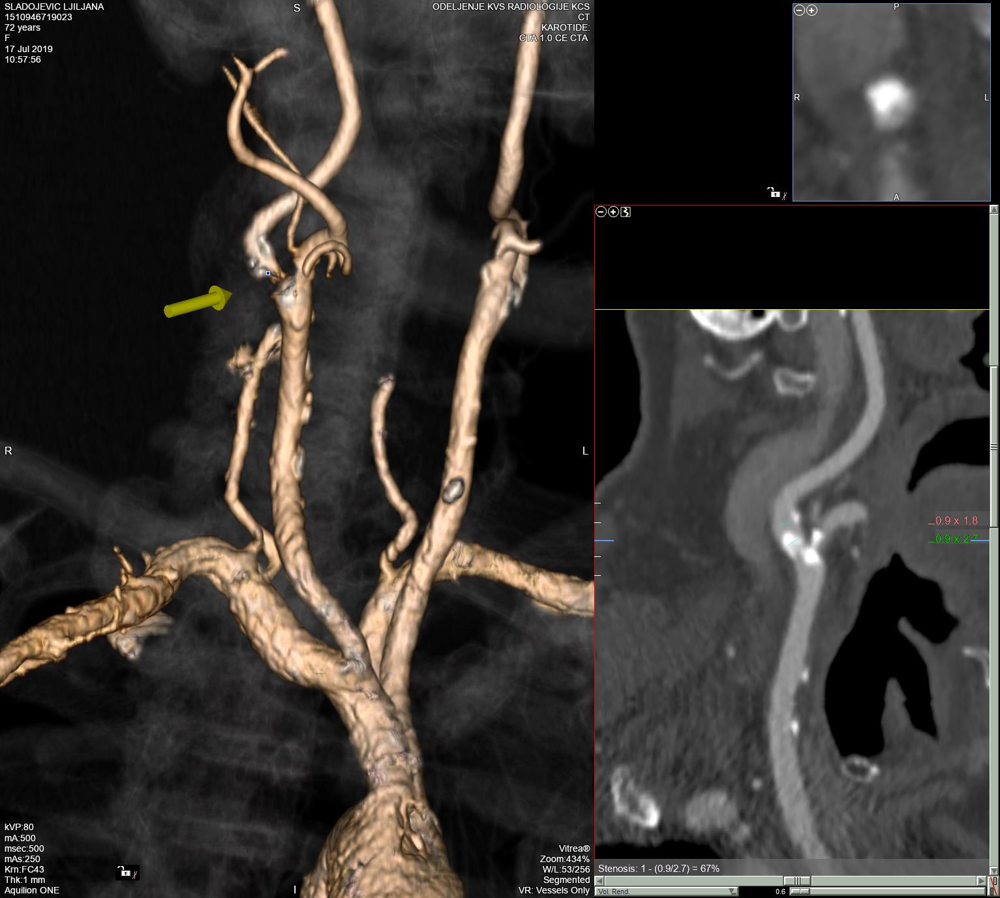 SLADOJEVIC LJILJANA
1510946719023
72 years
F
17 Jul 2019
10:57:56
S
ODELJENJE KVS RADIOLOGIJE KCS
CT
KAROTIDE:
CTA 1.0 CE CTA
R
L
kVP:80
mA:500
msec:500
mAs:250
Krn:FC43
Thk:1 mm
Aquilion ONE
I
Vitrea®
Zoom:434%
W/L:53/256
Segmented
VR: Vessels Only
P
R
L
A
0.9 x 1.8
0.9 x 2.7
Stenosis: 1 - (0.9/2.7) = 67%
Vol. Rend.
0.6